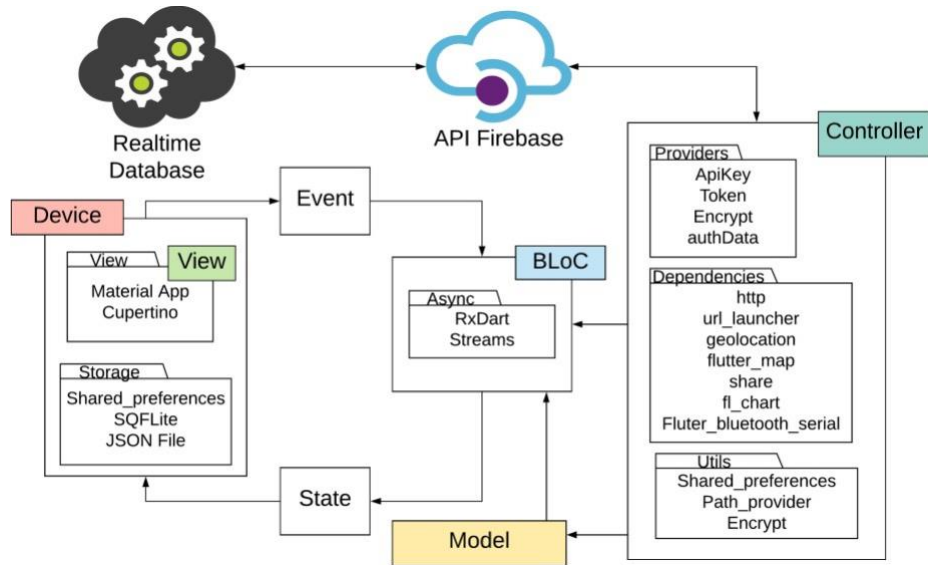 Realtime
Database
API Firebase
Controller
Providers
ApiKey
Token
Encrypt
authData
Event
Device
View
View
Material App
Cupertino
BLoC
Async
RxDart
Streams
Dependencies
http
url_launcher
geolocation
flutter_map
share
fl_chart
Fluter_bluetooth_serial
Storage
Shared_preferences
SQFLite
JSON File
Utils
Shared_preferences
Path_provider
Encrypt
State
Model